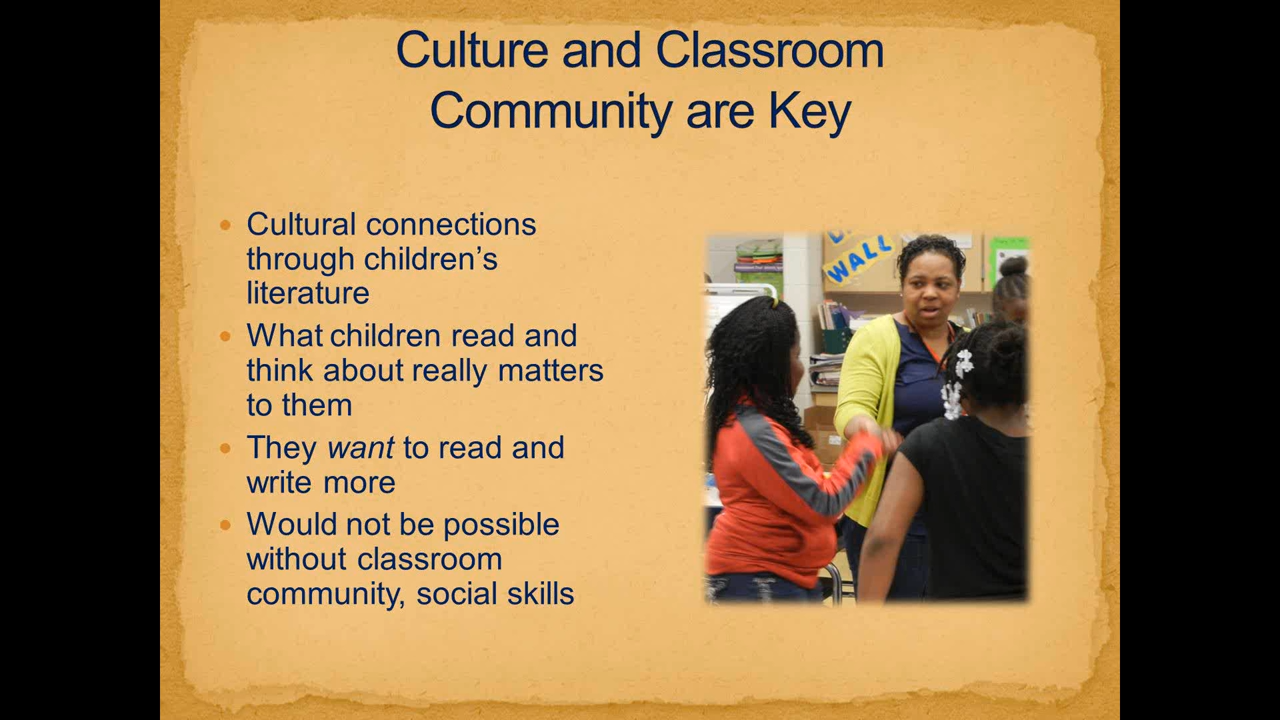 Culture and Classroom
Community are Key
Cultural connections
through children’s
literature
What children read and
think about really matters
to them
They want to read and
write more
Would not be possible
without classroom
community, social skills
WALL